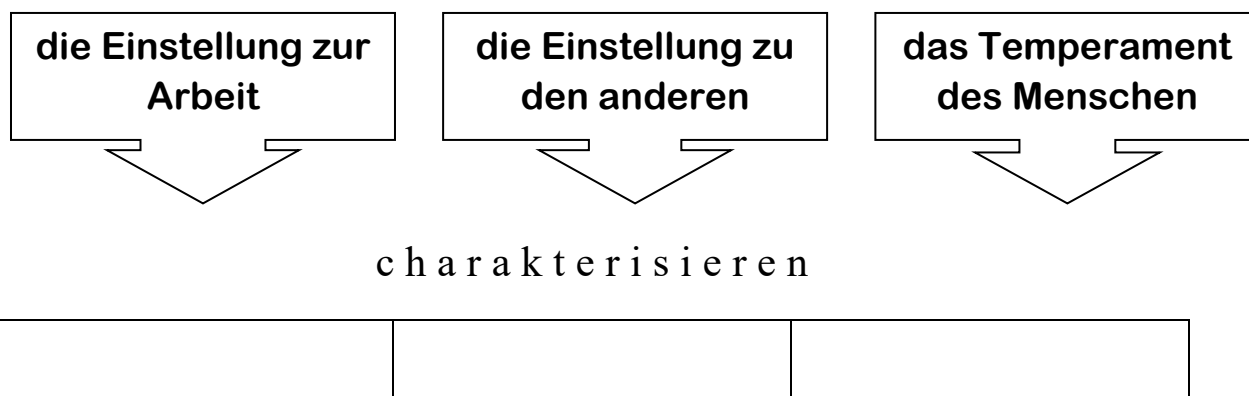 die Einstellung zur
Arbeit
die Einstellung zu
den anderen
das Temperament
des Menschen
c h a r a k t e r i s i e r e n